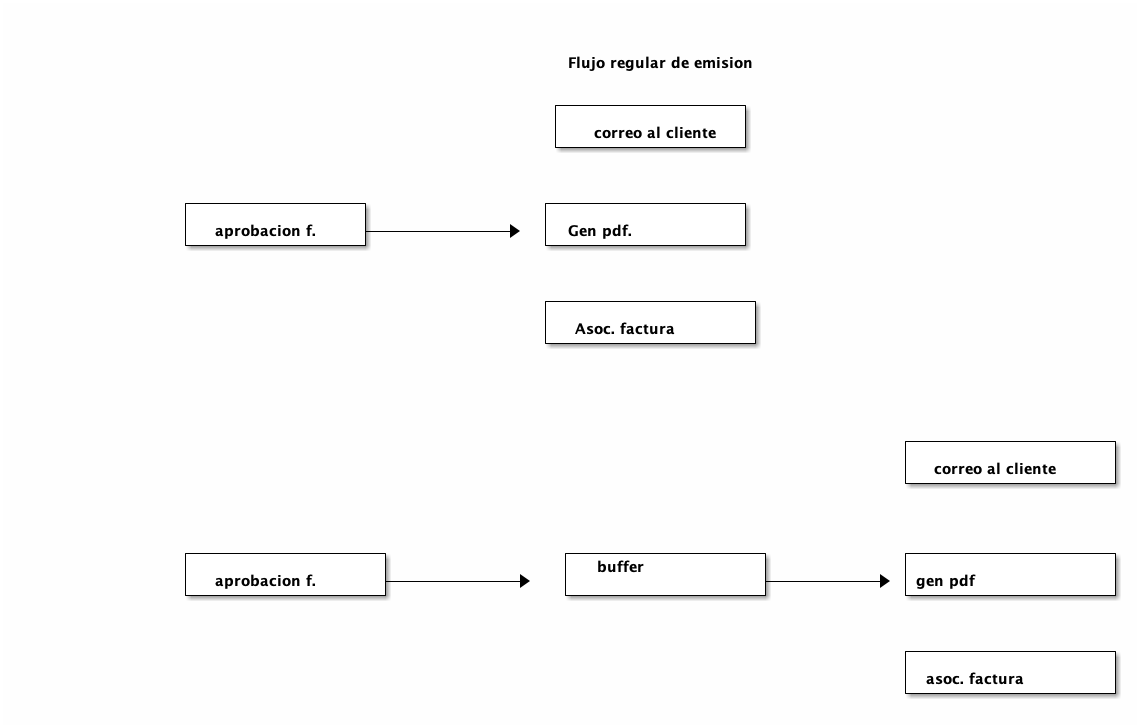 Flujo regular de emision
correo al cliente
aprobacion f.
Gen pdf.
Asoc. factura
correo al cliente
aprobacion f.
buffer
gen pdf
asoc. factura